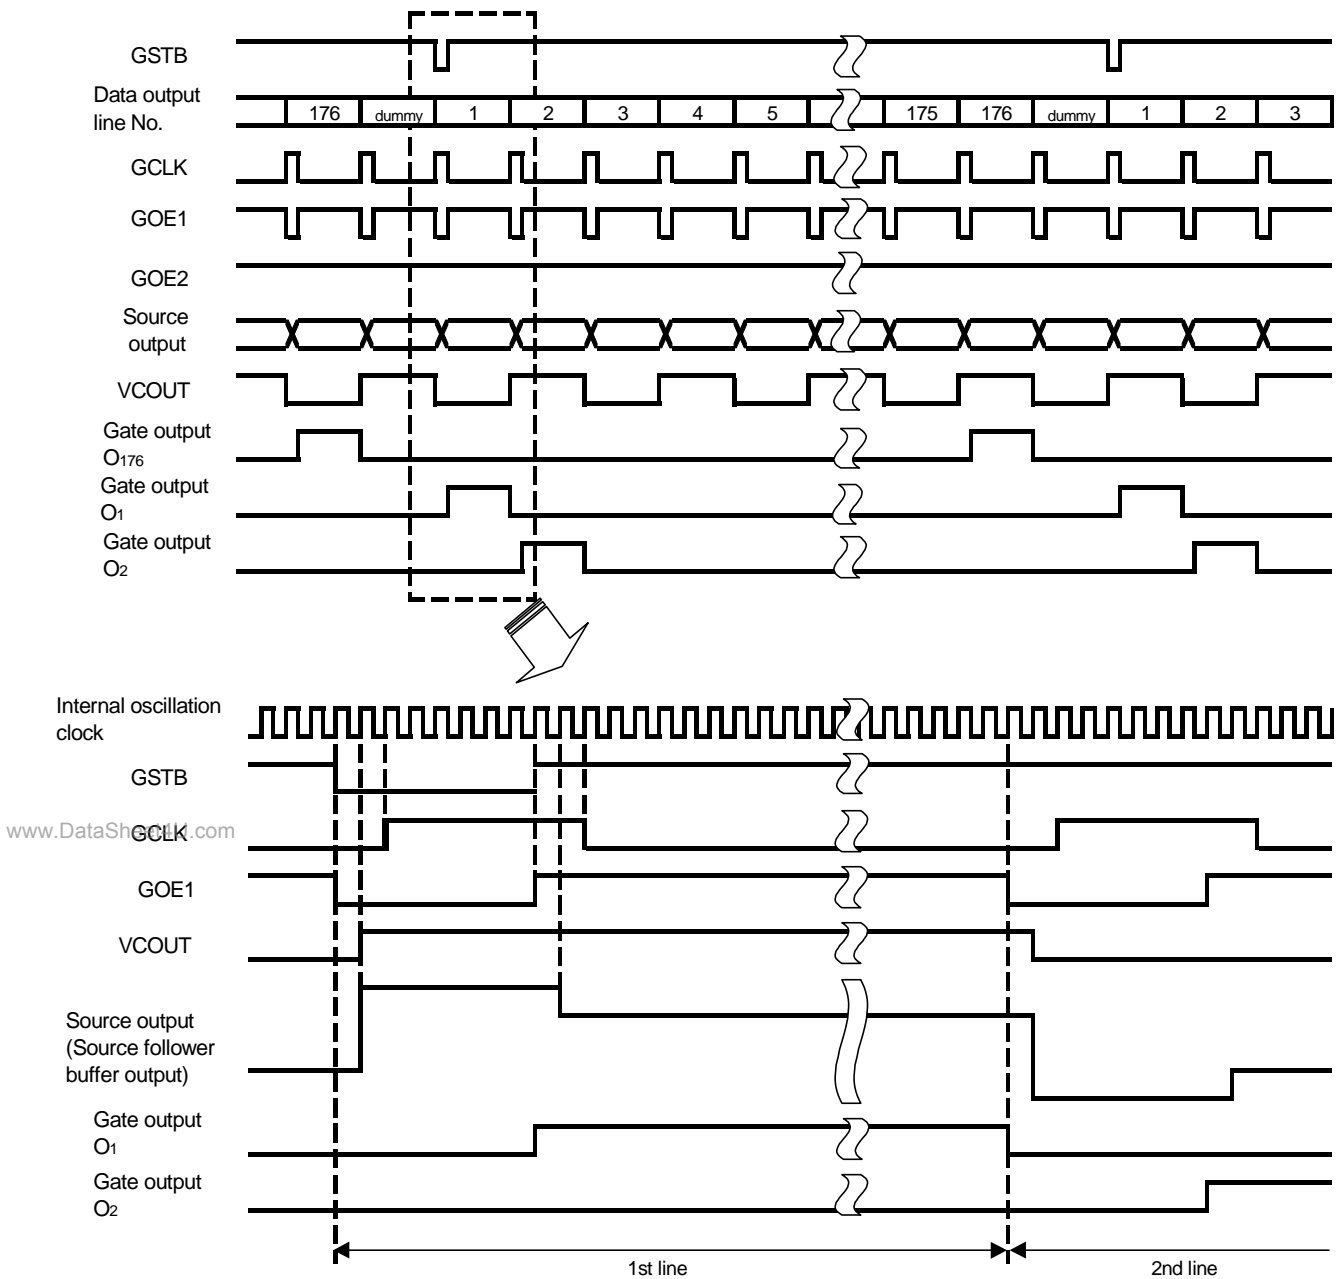 GSTB
Data output
line No.
176 dummy 1 2 3 4 5 175 176 dummy 1 2 3
GCLK
GOE1
GOE2
Source
output
VCOUT
Gate output
O176
Gate output
O1
Gate output
O2
Internal oscillation
clock
GSTB
www.DataSheet4U.com
GCLK
GOE1
VCOUT
Source output
(Source follower
buffer output)
Gate output
O1
Gate output
O2
1st line 2nd line